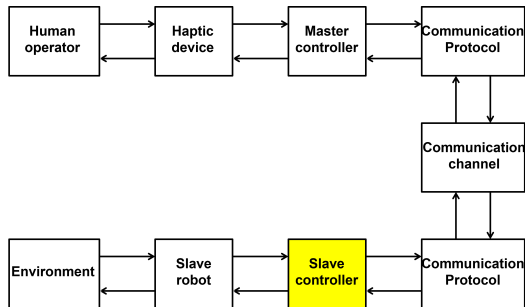 Human
operator
Haptic
device
Master
controller
Communication
Protocol
Communication
channel
Environment
Slave
robot
Slave
controller
Communication
Protocol